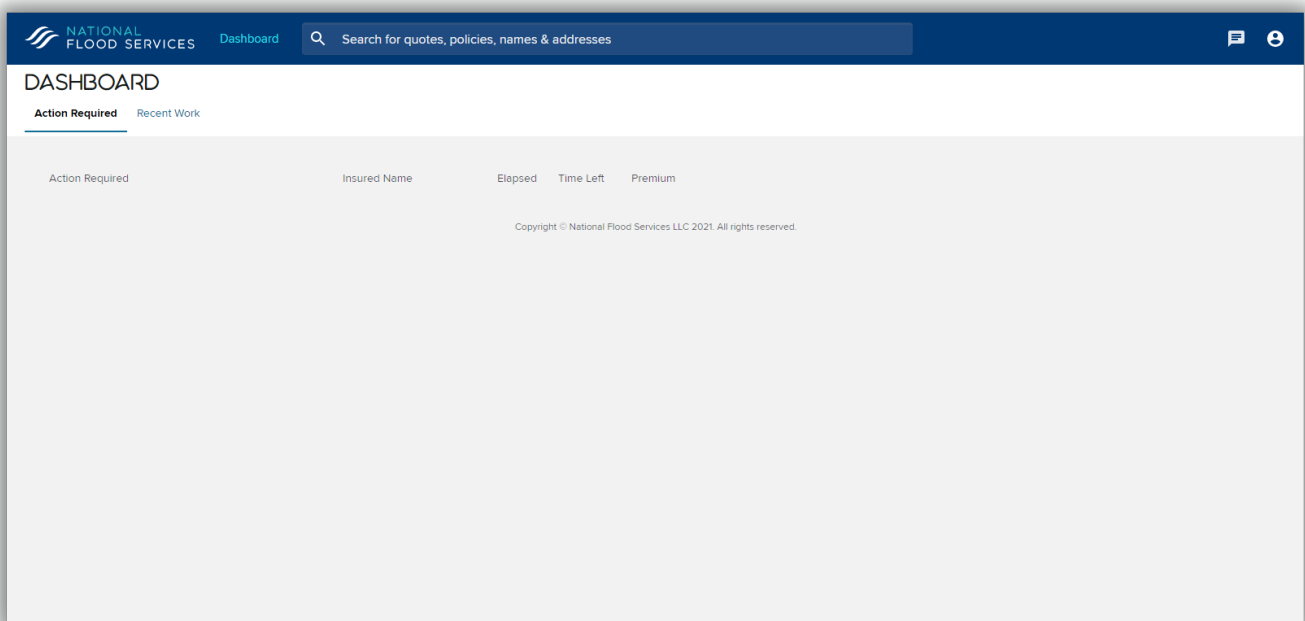 NATIONAL
FLOOD SERVICES
Dashboard
Search for quotes, policies, names & addresses
DASHBOARD
Action Required Recent Work
Action Required Insured Name Elapsed Time Left Premium
Copyright © National Flood Services LLC 2021. All rights reserved.